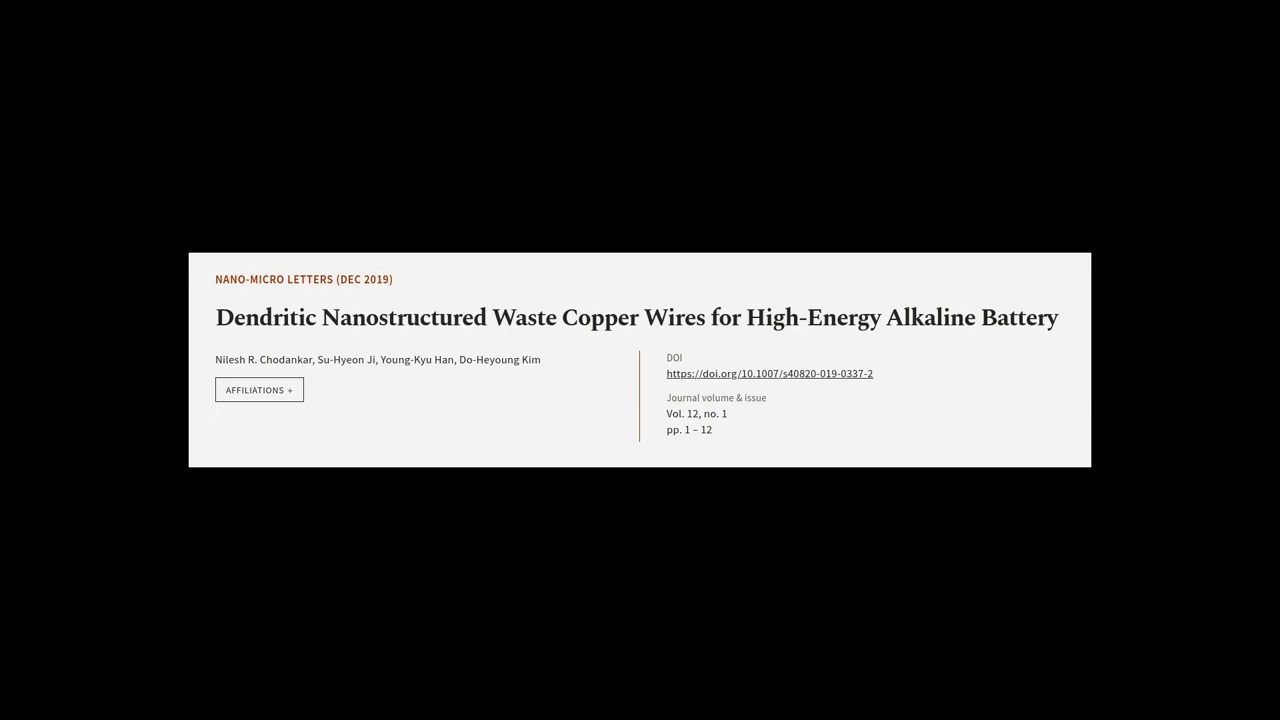 NANO-MICRO LETTERS (DEC 2019)
Dendritic Nanostructured Waste Copper Wires for High-Energy Alkaline Battery
Nilesh R. Chodankar, Su-Hyeon Ji, Young-Kyu Han, Do-Heyoung Kim
AFFILIATIONS +
DOI
https://doi.org/10.1007/s40820-019-0337-2
Journal volume & issue
Vol. 12, no. 1
pp. 1 – 12